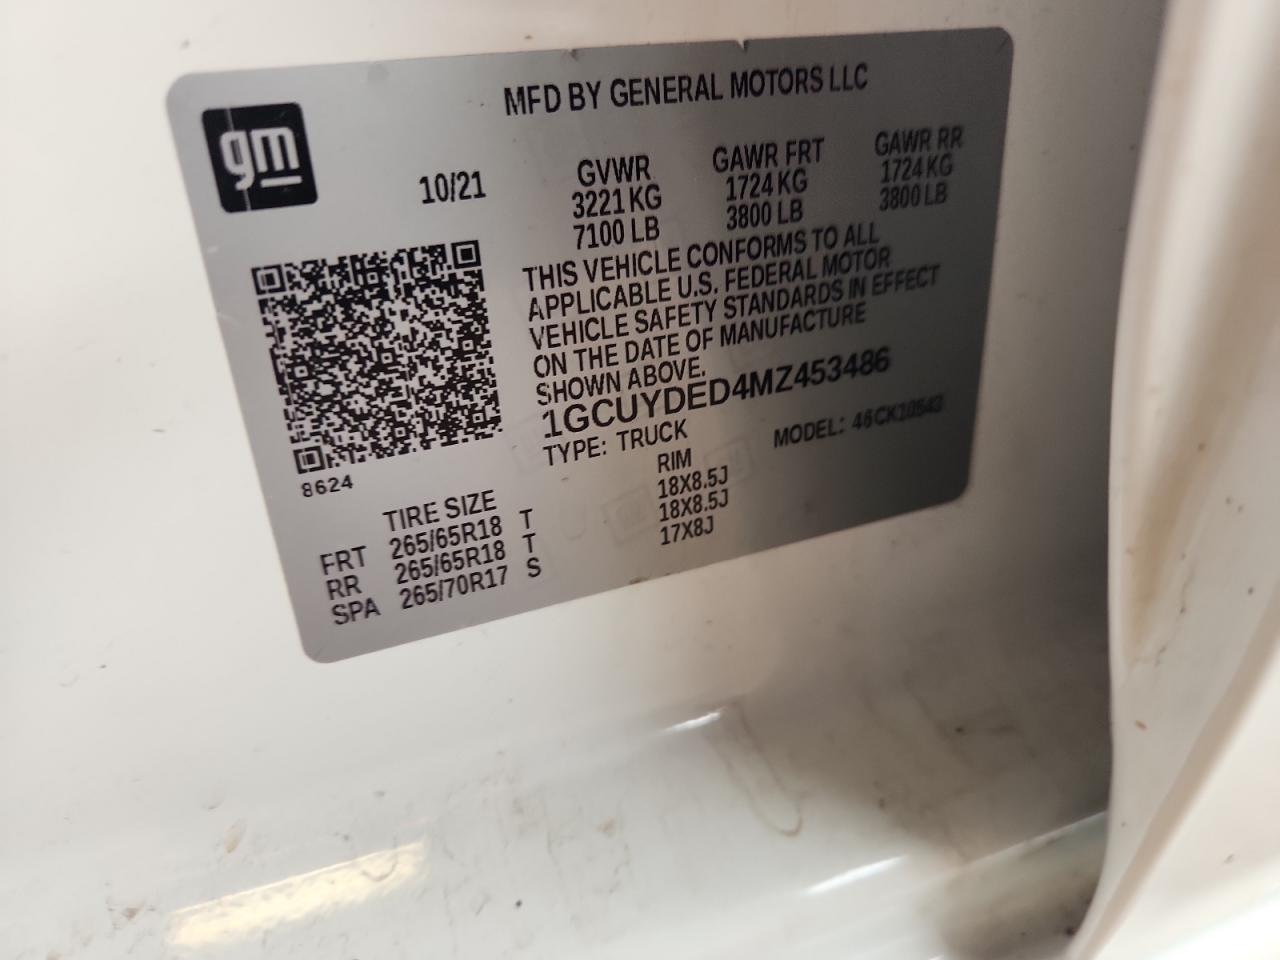 gm
MFD BY GENERAL MOTORS LLC
10/21
GVWR GAWR FRT GAWR RR
3221 KG 1724 KG 1724 KG
7100 LB 3800 LB 3800 LB
THIS VEHICLE CONFORMS TO ALL
APPLICABLE U.S. FEDERAL MOTOR
VEHICLE SAFETY STANDARDS IN EFFECT
ON THE DATE OF MANUFACTURE
SHOWN ABOVE.
1GCUYDED4MZ453486
TYPE: TRUCK MODEL: 46CK10543
8624
TIRE SIZE RIM
FRT 265/65R18 T 18X8.5J
RR 265/65R18 T 18X8.5J
SPA 265/70R17 S 17X8J